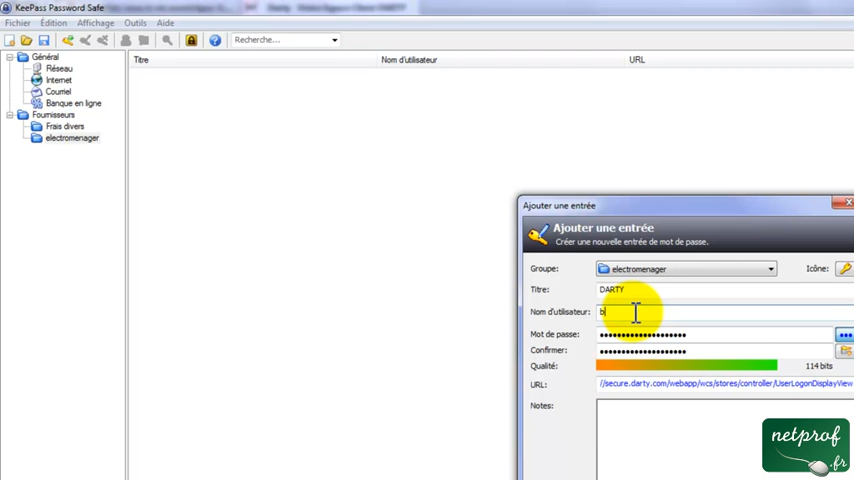 KeePass Password Safe
Fichier Édition Affichage Outils Aide
Recherche...
Titre Nom d'utilisateur URL
Général
Réseau
Internet
Courriel
Banque en ligne
Fournisseurs
Frais divers
electromenager
Ajouter une entrée
Ajouter une entrée
Créer une nouvelle entrée de mot de passe.
Groupe: electromenager Icône:
Titre: DARTY
Nom d'utilisateur: b
Mot de passe: ••••••••••••••••••••
Confirmer: ••••••••••••••••••••
Qualité: 114 bits
URL: //secure.darty.com/webapp/wcs/stores/controller/UserLogonDisplayView
Notes:
netprof
.fr